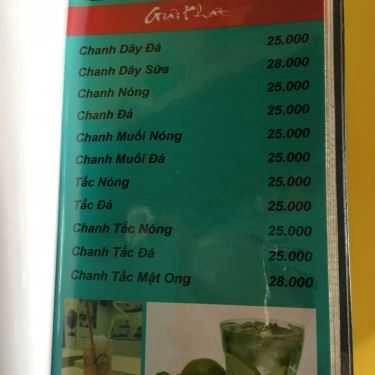 Giải Khát
Chanh Dây Đá 25.000
Chanh Dây Sữa 28.000
Chanh Nóng 25.000
Chanh Đá 25.000
Chanh Muối Nóng 25.000
Chanh Muối Đá 25.000
Tắc Nóng 25.000
Tắc Đá 25.000
Chanh Tắc Nóng 25.000
Chanh Tắc Đá 25.000
Chanh Tắc Mật Ong 28.000